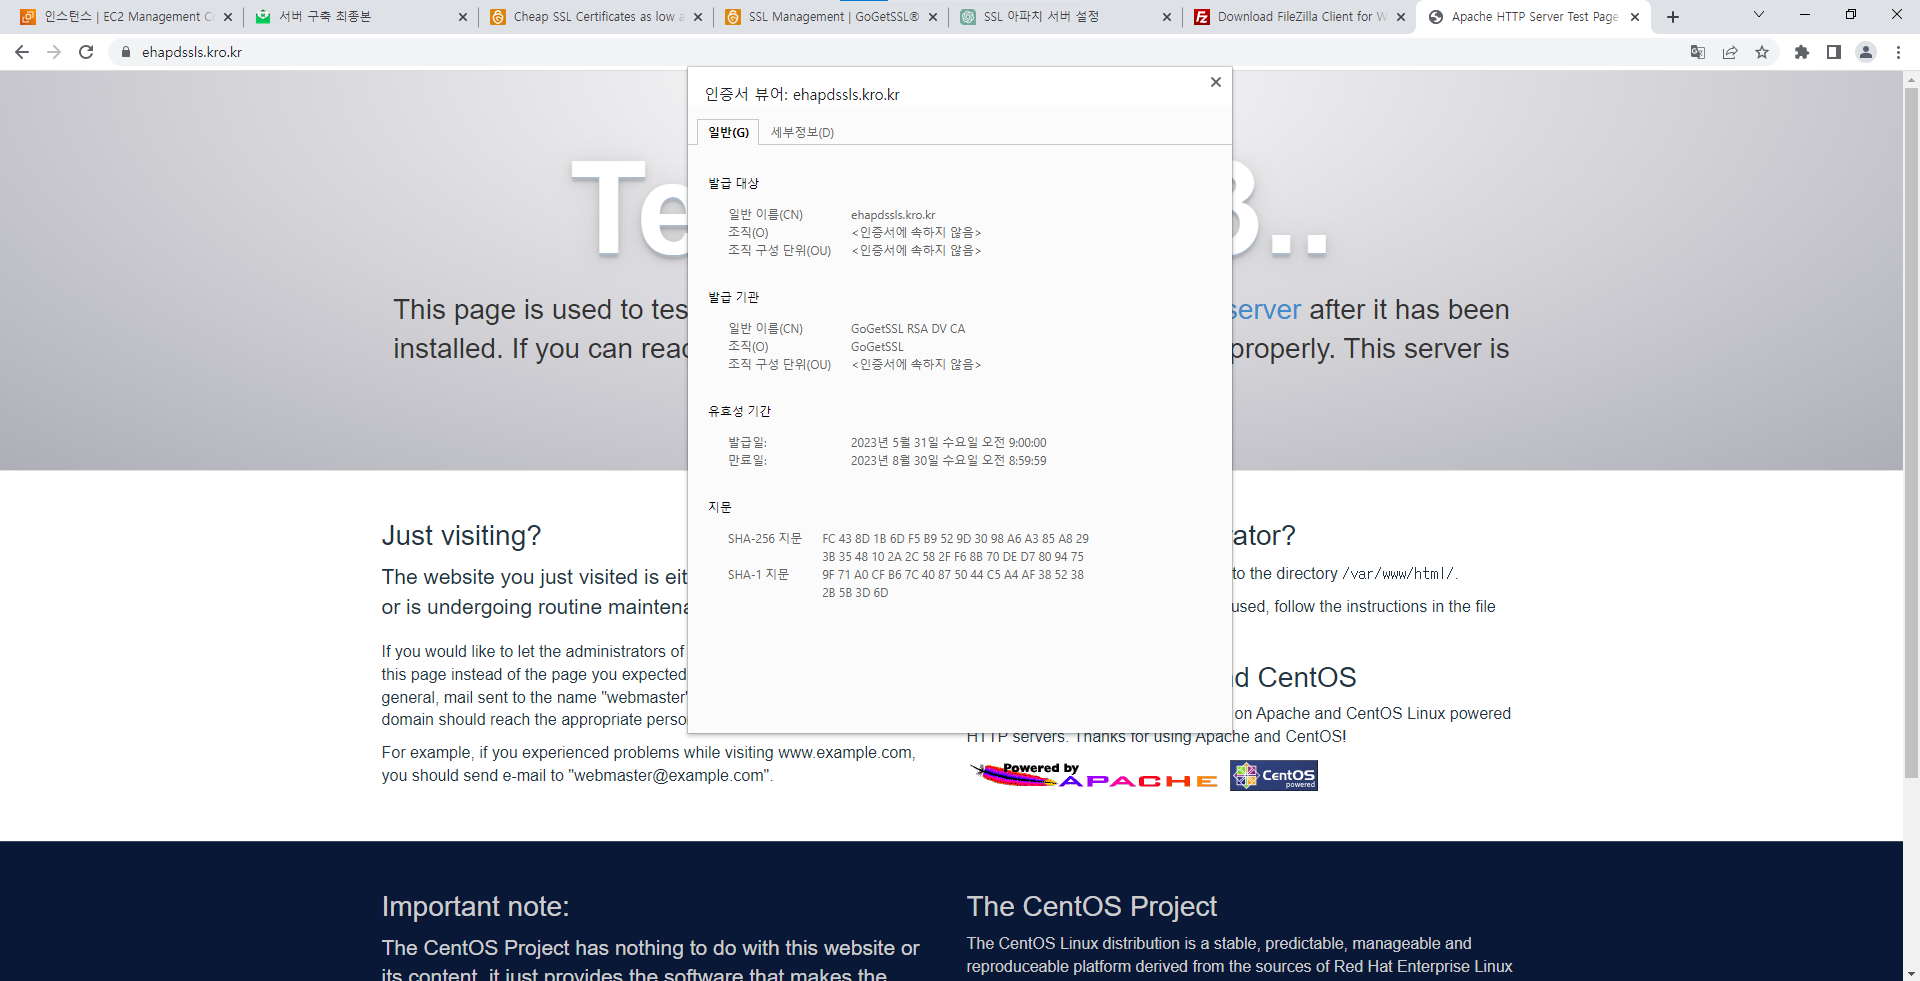 인스턴스 | EC2 Management C
서버 구축 최종본
Cheap SSL Certificates as low a
SSL Management | GoGetSSL®
SSL 아파치 서버 설정
Download FileZilla Client for W
Apache HTTP Server Test Page
ehapdssls.kro.kr
인증서 뷰어: ehapdssls.kro.kr
일반(G) 세부정보(D)
발급 대상
일반 이름(CN) ehapdssls.kro.kr
조직(O) <인증서에 속하지 않음>
조직 구성 단위(OU) <인증서에 속하지 않음>
발급 기관
일반 이름(CN) GoGetSSL RSA DV CA
조직(O) GoGetSSL
조직 구성 단위(OU) <인증서에 속하지 않음>
유효성 기간
발급일: 2023년 5월 31일 수요일 오전 9:00:00
만료일: 2023년 8월 30일 수요일 오전 8:59:59
지문
SHA-256 지문 FC 43 8D 1B 6D F5 B9 52 9D 30 98 A6 A3 85 A8 29
3B 35 48 10 2A 2C 58 2F F6 8B 70 DE D7 80 94 75
SHA-1 지문 9F 71 A0 CF B6 7C 40 87 50 44 C5 A4 AF 38 52 38
2B 5B 3D 6D
Te 3..
This page is used to tes server after it has been
installed. If you can read properly. This server is
Just visiting?
The website you just visited is eit
or is undergoing routine maintena
If you would like to let the administrators of
this page instead of the page you expected
general, mail sent to the name "webmaster"
domain should reach the appropriate perso
For example, if you experienced problems while visiting www.example.com,
you should send e-mail to "webmaster@example.com".
rator?
to the directory /var/www/html/.
used, follow the instructions in the file
d CentOS
on Apache and CentOS Linux powered
HTTP servers. Thanks for using Apache and CentOS!
Powered by
APACHE
CentOS
powered
Important note:
The CentOS Project has nothing to do with this website or
its content, it just provides the software that makes the
The CentOS Project
The CentOS Linux distribution is a stable, predictable, manageable and
reproduceable platform derived from the sources of Red Hat Enterprise Linux